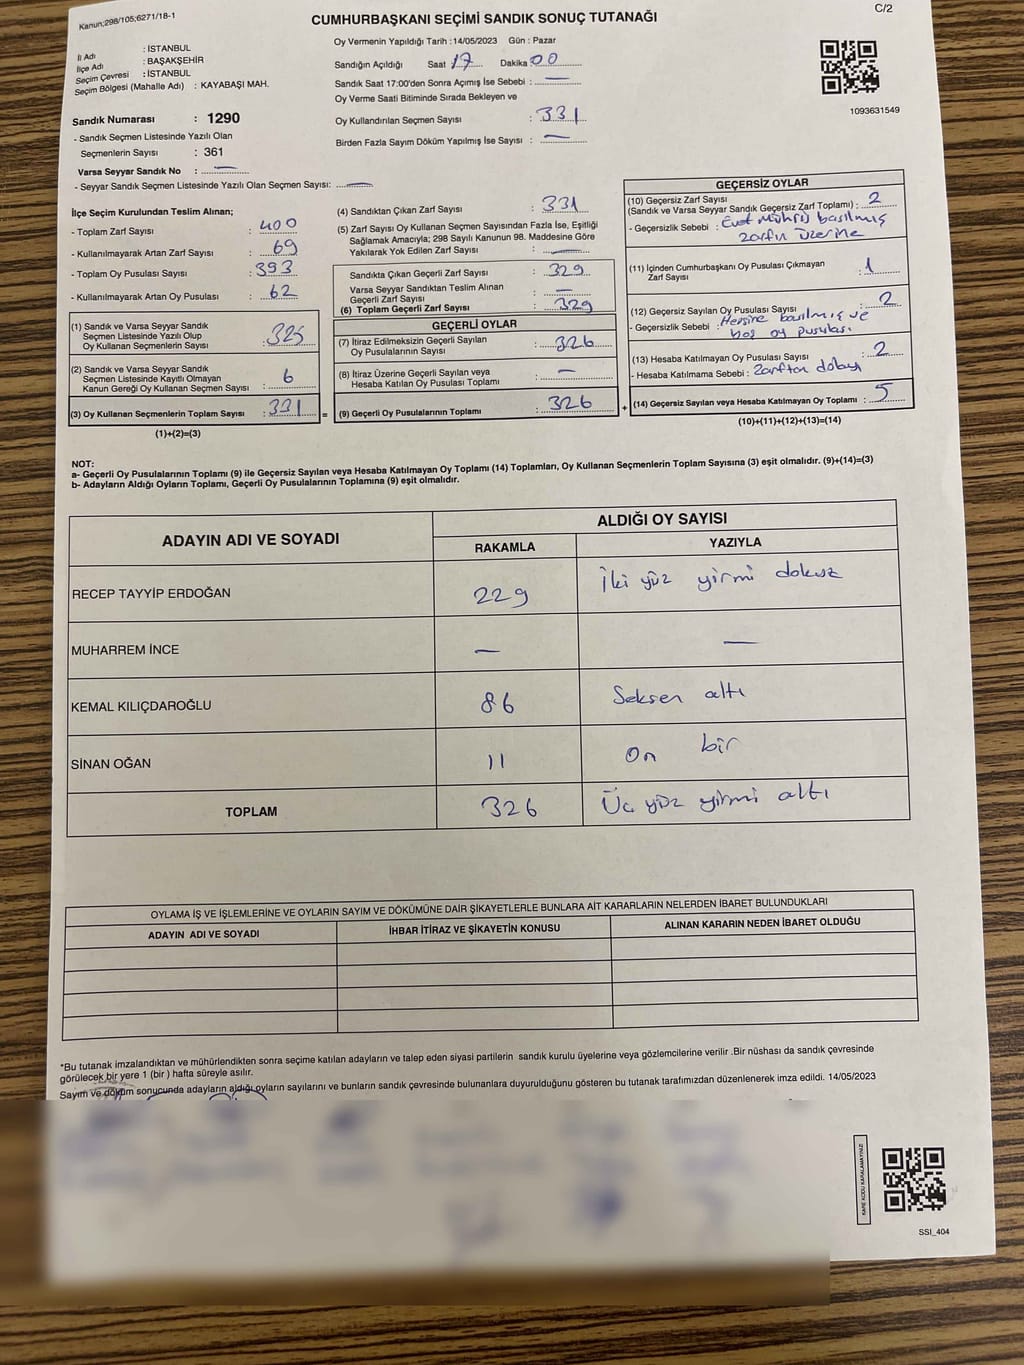 Kanun;298/105;6271/18-1
C/2
CUMHURBAŞKANI SEÇİMİ SANDIK SONUÇ TUTANAĞI
İl Adı : İSTANBUL
İlçe Adı : BAŞAKŞEHİR
Seçim Çevresi : İSTANBUL
Seçim Bölgesi (Mahalle Adı) : KAYABAŞI MAH.
Sandık Numarası : 1290
- Sandık Seçmen Listesinde Yazılı Olan
Seçmenlerin Sayısı : 361
Varsa Seyyar Sandık No : —
- Seyyar Sandık Seçmen Listesinde Yazılı Olan Seçmen Sayısı: —
Oy Vermenin Yapıldığı Tarih : 14/05/2023 Gün : Pazar
Sandığın Açıldığı Saat 17 Dakika 00
Sandık Saat 17:00'den Sonra Açımış İse Sebebi : —
Oy Verme Saati Bitiminde Sırada Bekleyen ve
Oy Kullandırılan Seçmen Sayısı : 331
Birden Fazla Sayım Döküm Yapılmış İse Sayısı : —
1093631549
İlçe Seçim Kurulundan Teslim Alınan;
- Toplam Zarf Sayısı : 400
- Kullanılmayarak Artan Zarf Sayısı : 69
- Toplam Oy Pusulası Sayısı : 393
- Kullanılmayarak Artan Oy Pusulası : 62
(1) Sandık ve Varsa Seyyar Sandık
Seçmen Listesinde Yazılı Olup
Oy Kullanan Seçmenlerin Sayısı : 325
(2) Sandık ve Varsa Seyyar Sandık
Seçmen Listesinde Kayıtlı Olmayan
Kanun Gereği Oy Kullanan Seçmen Sayısı : 6
(3) Oy Kullanan Seçmenlerin Toplam Sayısı : 331 =
(1)+(2)=(3)
(4) Sandıktan Çıkan Zarf Sayısı : 331
(5) Zarf Sayısı Oy Kullanan Seçmen Sayısından Fazla İse, Eşitliği
Sağlamak Amacıyla; 298 Sayılı Kanunun 98. Maddesine Göre
Yakılarak Yok Edilen Zarf Sayısı : —
Sandıkta Çıkan Geçerli Zarf Sayısı : 329
Varsa Seyyar Sandıktan Teslim Alınan
Geçerli Zarf Sayısı : —
(6) Toplam Geçerli Zarf Sayısı : 329
GEÇERLİ OYLAR
(7) İtiraz Edilmeksizin Geçerli Sayılan
Oy Pusulalarının Sayısı : 326
(8) İtiraz Üzerine Geçerli Sayılan veya
Hesaba Katılan Oy Pusulası Toplamı : —
(9) Geçerli Oy Pusulalarının Toplamı : 326 +
GEÇERSİZ OYLAR
(10) Geçersiz Zarf Sayısı
(Sandık ve Varsa Seyyar Sandık Geçersiz Zarf Toplamı) : 2
- Geçersizlik Sebebi : Evet mührü basılmış
zarfın üzerine
(11) İçinden Cumhurbaşkanı Oy Pusulası Çıkmayan
Zarf Sayısı : 1
(12) Geçersiz Sayılan Oy Pusulası Sayısı : 2
- Geçersizlik Sebebi : Hepsine basılmış ve
boş oy pusulası
(13) Hesaba Katılmayan Oy Pusulası Sayısı : 2
- Hesaba Katılmama Sebebi : Zarftan dolayı
(14) Geçersiz Sayılan veya Hesaba Katılmayan Oy Toplamı : 5
(10)+(11)+(12)+(13)=(14)
NOT:
a- Geçerli Oy Pusulalarının Toplamı (9) ile Geçersiz Sayılan veya Hesaba Katılmayan Oy Toplamı (14) Toplamları, Oy Kullanan Seçmenlerin Toplam Sayısına (3) eşit olmalıdır. (9)+(14)=(3)
b- Adayların Aldığı Oyların Toplamı, Geçerli Oy Pusulalarının Toplamına (9) eşit olmalıdır.
ADAYIN ADI VE SOYADI
ALDIĞI OY SAYISI
RAKAMLA YAZIYLA
RECEP TAYYİP ERDOĞAN 229 İki yüz yirmi dokuz
MUHARREM İNCE — —
KEMAL KILIÇDAROĞLU 86 Seksen altı
SİNAN OĞAN 11 On bir
TOPLAM 326 Üç yüz yirmi altı
OYLAMA İŞ VE İŞLEMLERİNE VE OYLARIN SAYIM VE DÖKÜMÜNE DAİR ŞİKAYETLERLE BUNLARA AİT KARARLARIN NELERDEN İBARET BULUNDUKLARI
ADAYIN ADI VE SOYADI İHBAR İTİRAZ VE ŞİKAYETİN KONUSU ALINAN KARARIN NEDEN İBARET OLDUĞU
*Bu tutanak imzalandıktan ve mühürlendikten sonra seçime katılan adayların ve talep eden siyasi partilerin sandık kurulu üyelerine veya gözlemcilerine verilir .Bir nüshası da sandık çevresinde
görülecek bir yere 1 (bir ) hafta süreyle asılır.
Sayım ve döküm sonucunda adayların aldığı oyların sayılarını ve bunların sandık çevresinde bulunanlara duyurulduğunu gösteren bu tutanak tarafımızdan düzenlenerek imza edildi. 14/05/2023
KARE KODU KARALAMAYINIZ
SSI_404